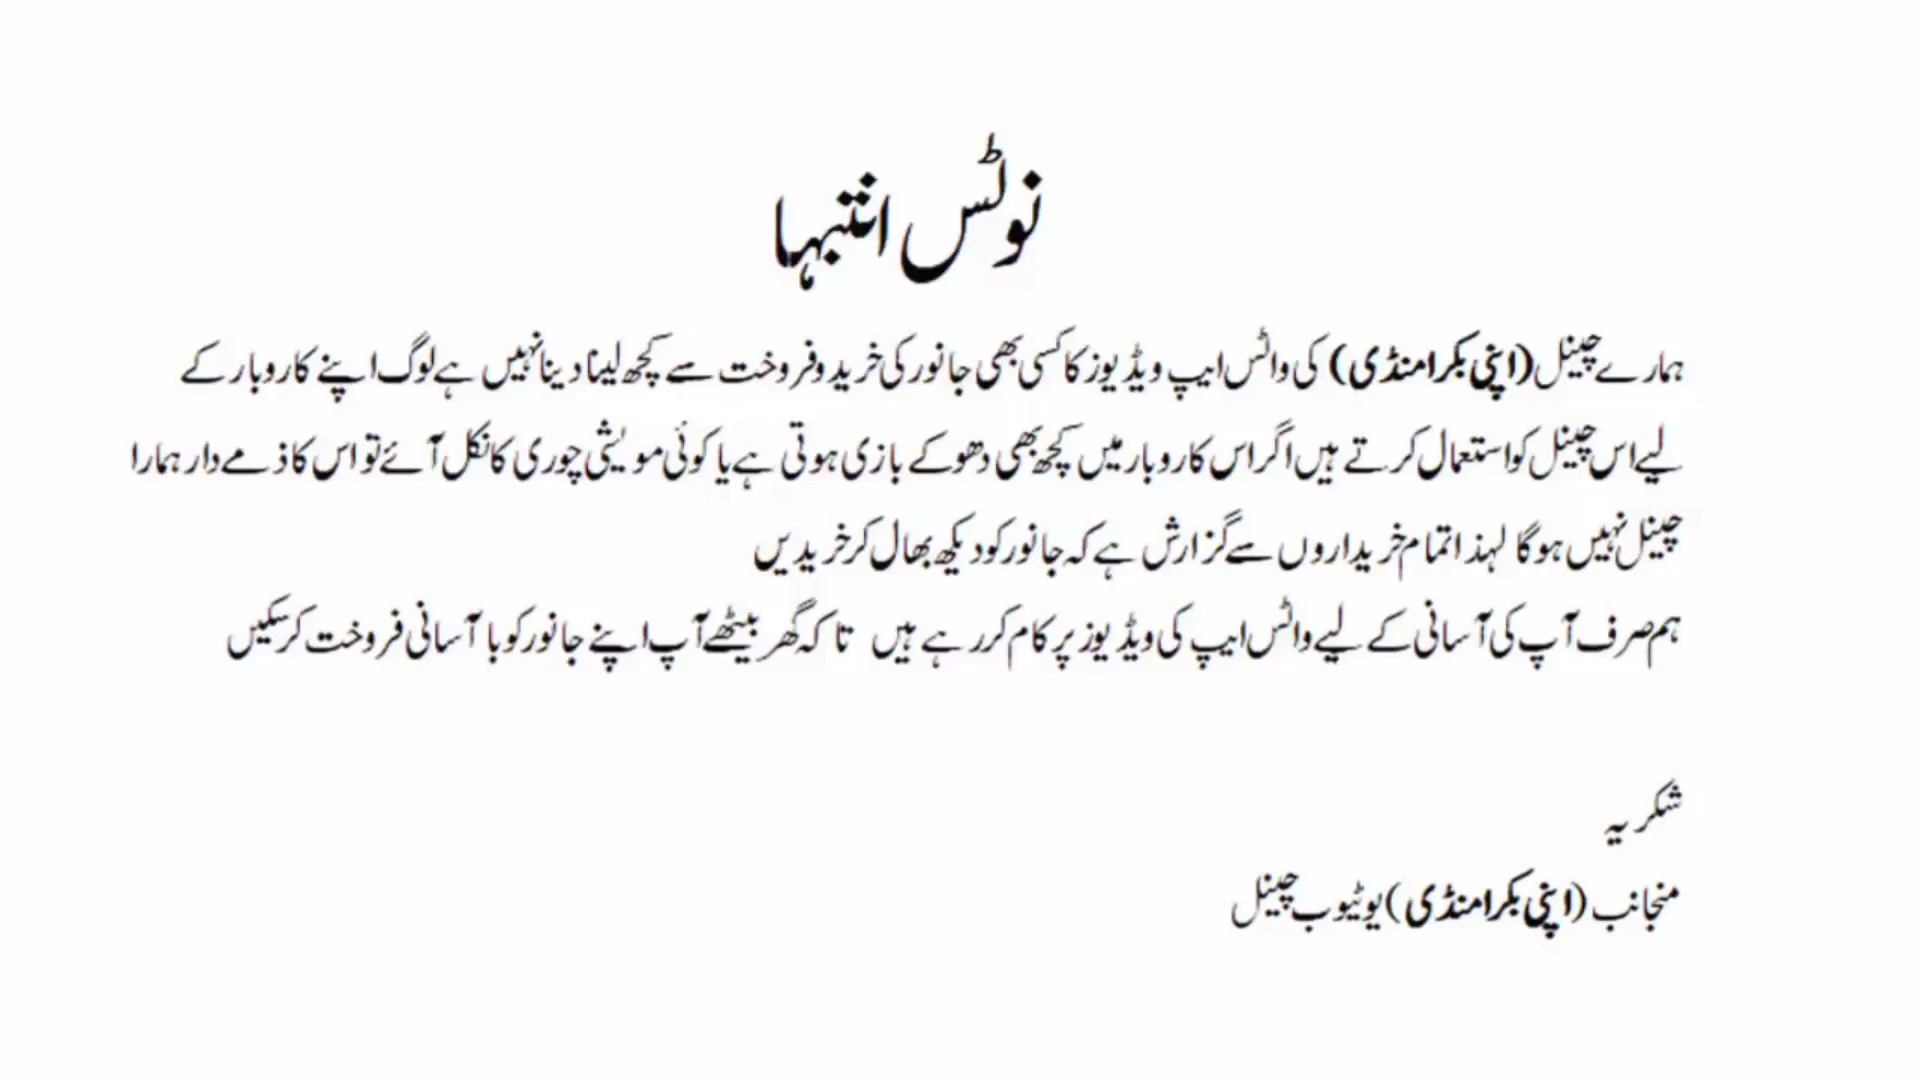 نوٹس انتبہا
ہمارے چینل (اپنی بکرا منڈی) کی واٹس ایپ ویڈیوز کا کسی بھی جانور کی خرید و فروخت سے کچھ لینا دینا نہیں ہے لوگ اپنے کاروبار کے
لیے اس چینل کو استعمال کرتے ہیں اگر اس کاروبار میں کچھ بھی دھوکے بازی ہوتی ہے یا کوئی مویشی چوری کا نکل آئے تو اس کا ذمے دار ہمارا
چینل نہیں ہو گا لہذا تمام خریداروں سے گزارش ہے کہ جانور کو دیکھ بھال کر خریدیں
ہم صرف آپ کی آسانی کے لیے واٹس ایپ کی ویڈیوز پر کام کر رہے ہیں تا کہ گھر بیٹھے آپ اپنے جانور کو با آسانی فروخت کر سکیں
شکریہ
منجانب (اپنی بکرا منڈی) یوٹیوب چینل